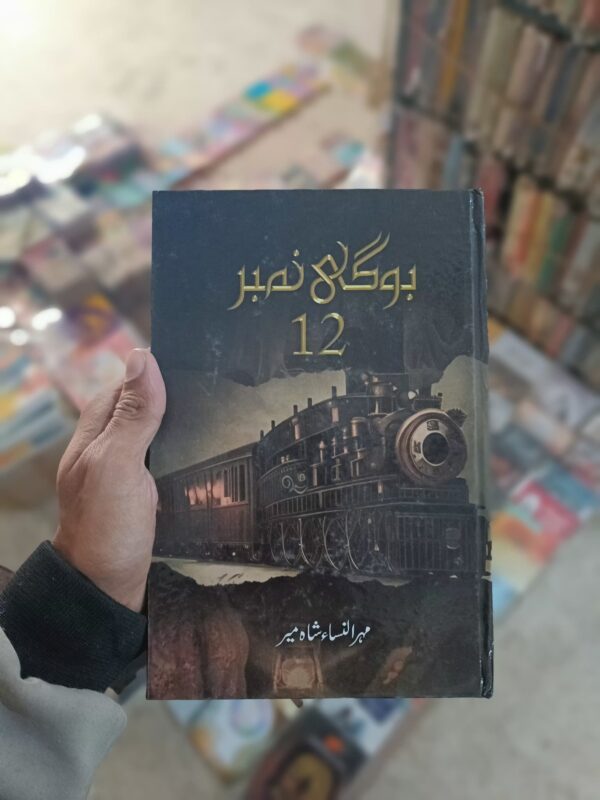 بوگی نمبر
12
مہرالنساء شاہ میر